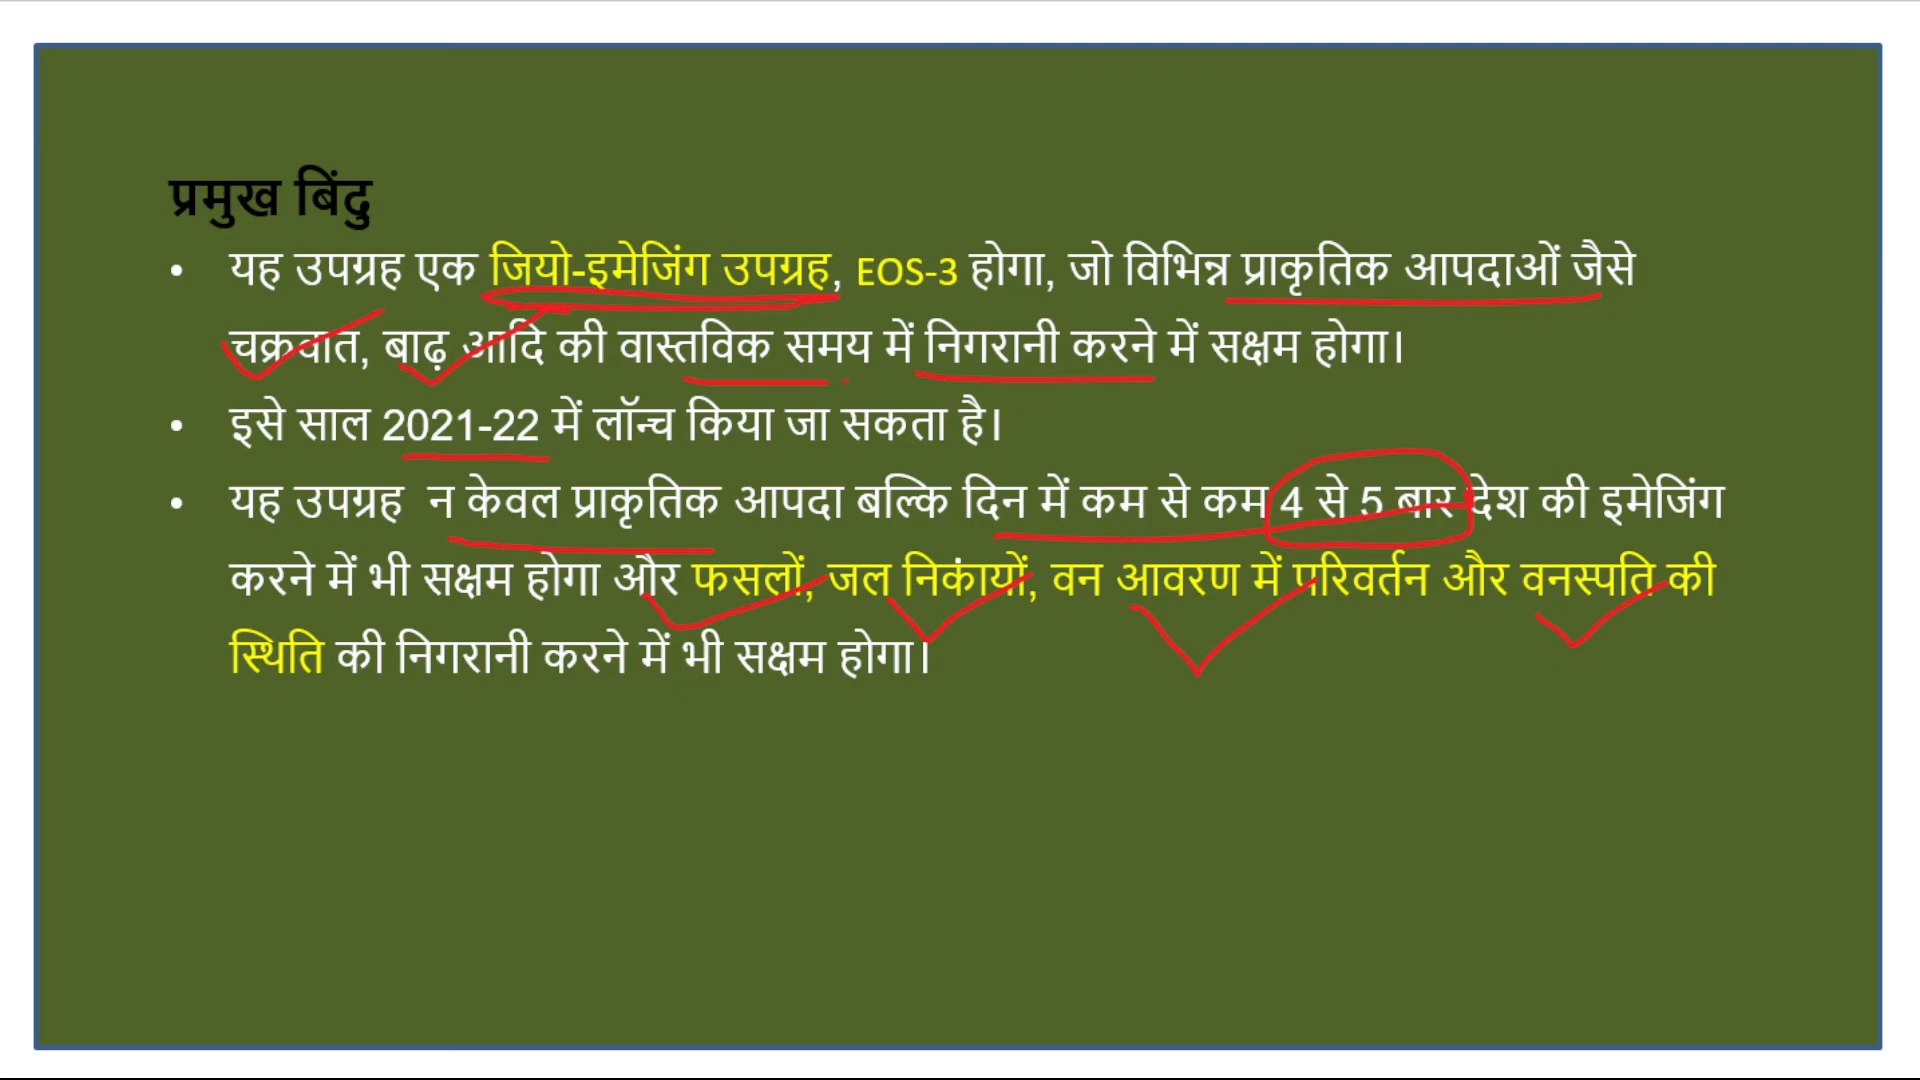 प्रमुख बिंदु
• यह उपग्रह एक जियो-इमेजिंग उपग्रह, EOS-3 होगा, जो विभिन्न प्राकृतिक आपदाओं जैसे
चक्रवात, बाढ़ आदि की वास्तविक समय में निगरानी करने में सक्षम होगा।
• इसे साल 2021-22 में लॉन्च किया जा सकता है।
• यह उपग्रह न केवल प्राकृतिक आपदा बल्कि दिन में कम से कम 4 से 5 बार देश की इमेजिंग
करने में भी सक्षम होगा और फसलों, जल निकायों, वन आवरण में परिवर्तन और वनस्पति की
स्थिति की निगरानी करने में भी सक्षम होगा।